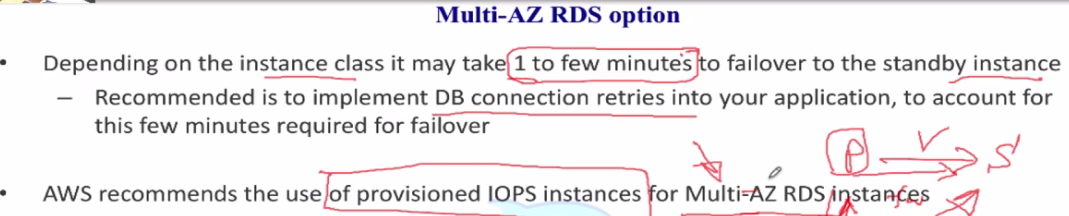 Multi-AZ RDS option
• Depending on the instance class it may take 1 to few minute's to failover to the standby instance
– Recommended is to implement DB connection retries into your application, to account for
this few minutes required for failover
P S
• AWS recommends the use of provisioned IOPS instances for Multi-AZ RDS instances